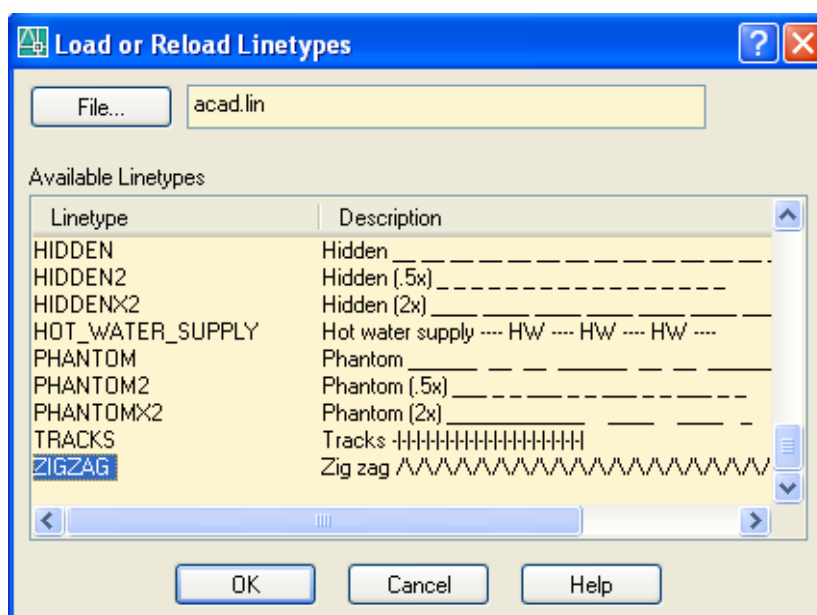 Load or Reload Linetypes
File...
acad.lin
Available Linetypes
Linetype Description
HIDDEN Hidden __ __ __ __ __ __ __ __ __ __ __ __ __ .
HIDDEN2 Hidden (.5x) _ _ _ _ _ _ _ _ _ _ _ _ _ _ _ _ _
HIDDENX2 Hidden (2x) ____ ____ ____ ____ ____ ____
HOT_WATER_SUPPLY Hot water supply ---- HW ---- HW ---- HW ----
PHANTOM Phantom ______ __ __ ______ __ __ ______
PHANTOM2 Phantom (.5x) ___ _ _ ___ _ _ ___ _ _ ___ _ _
PHANTOMX2 Phantom (2x) ____________ ____ ____ _
TRACKS Tracks -|-|-|-|-|-|-|-|-|-|-|-|-|-|-|-|-|-|-|-|
ZIGZAG Zig zag /\/\/\/\/\/\/\/\/\/\/\/\/\/\/\/\/\/\/
OK Cancel Help